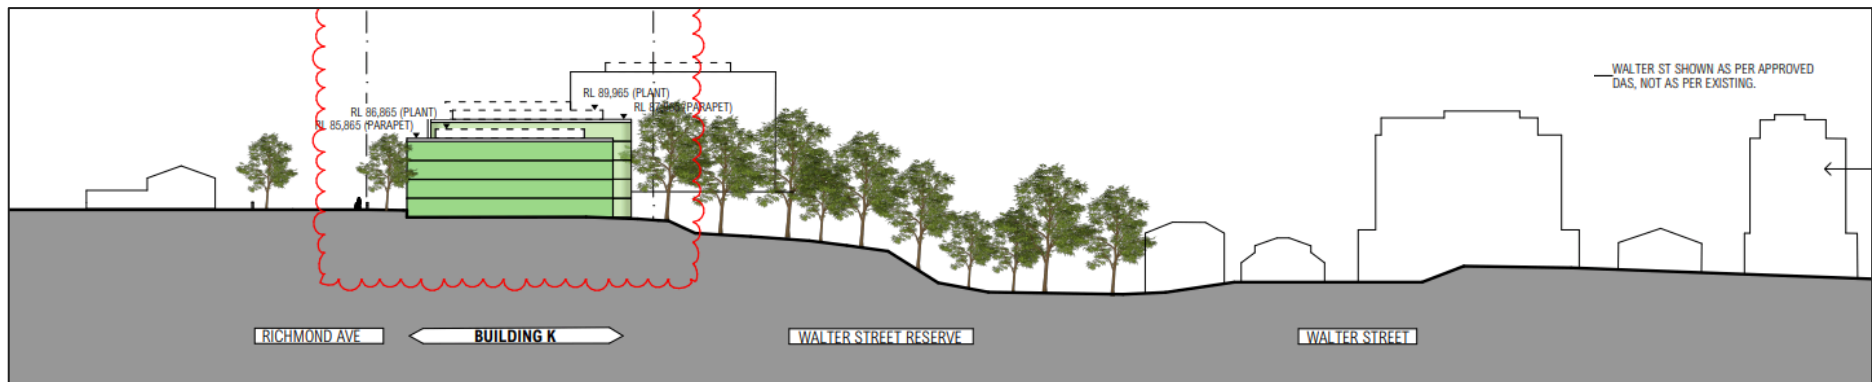 WALTER ST SHOWN AS PER APPROVED
DAS, NOT AS PER EXISTING.
RL 89,965 (PLANT)
RL (PARAPET)
RL 86,865 (PLANT)
RL 85,865 (PARAPET)
RICHMOND AVE
BUILDING K
WALTER STREET RESERVE
WALTER STREET